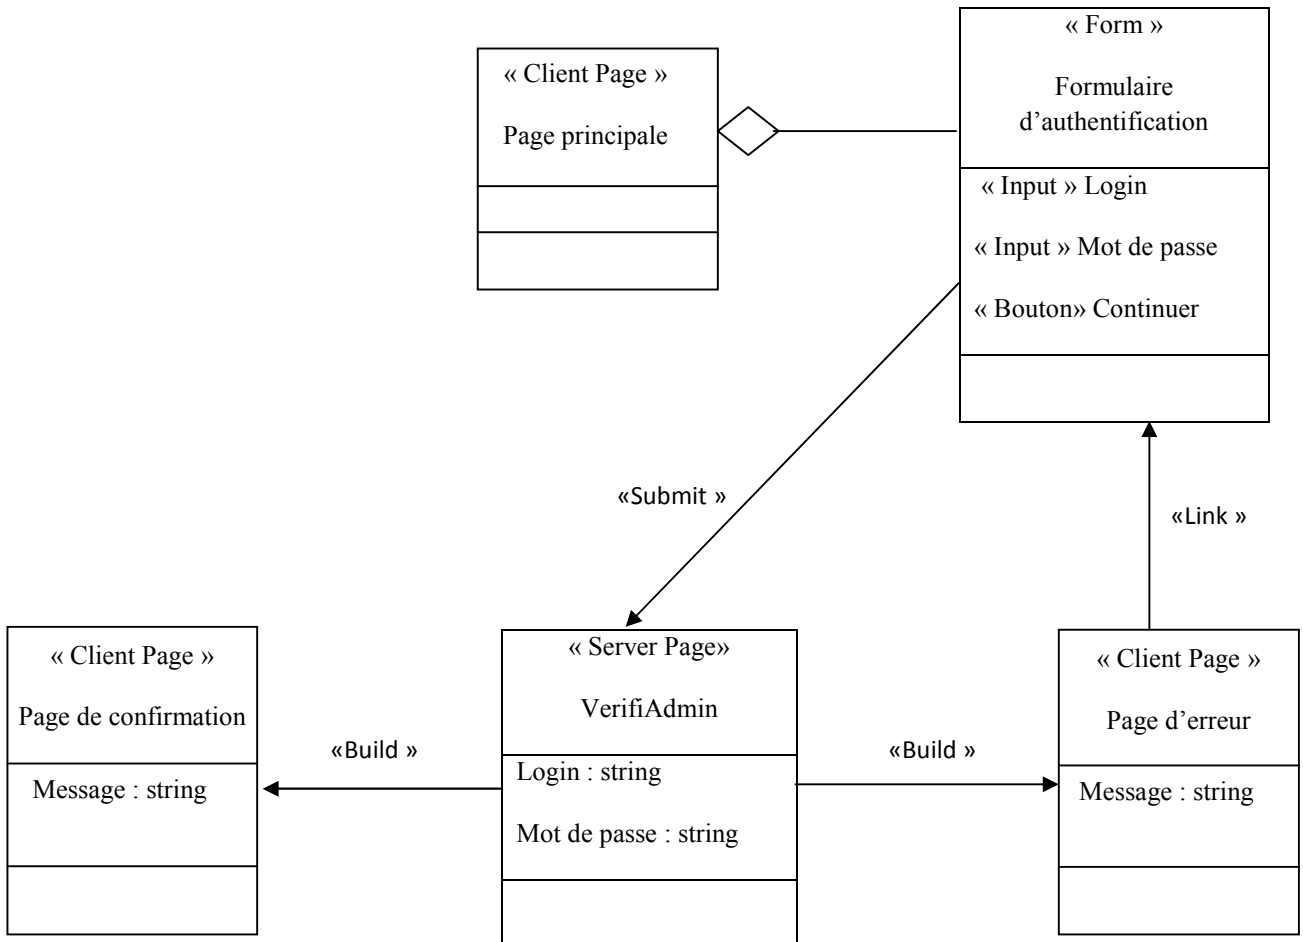 « Form »
Formulaire
d’authentification
« Input » Login
« Input » Mot de passe
« Bouton» Continuer
« Client Page »
Page principale
«Submit »
«Link »
« Client Page »
Page de confirmation
Message : string
«Build »
« Server Page»
VerifiAdmin
Login : string
Mot de passe : string
«Build »
« Client Page »
Page d’erreur
Message : string